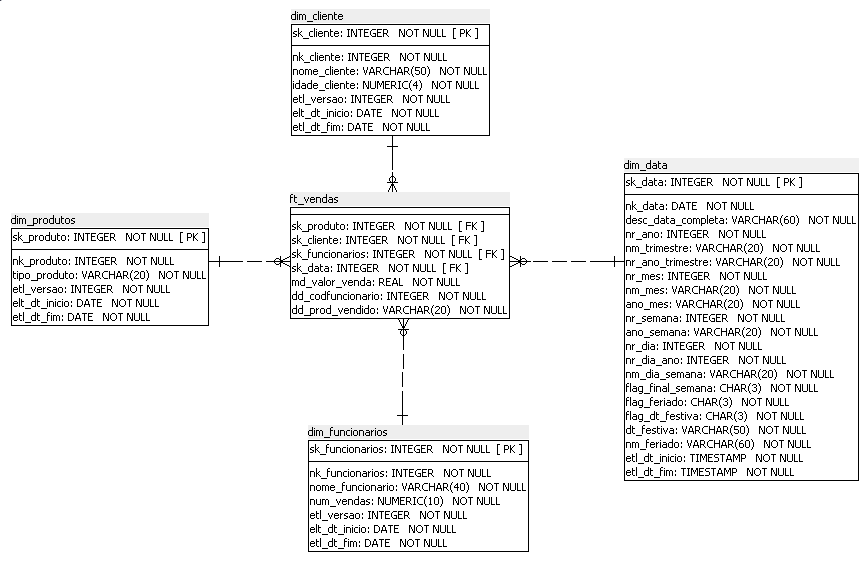 dim_cliente
sk_cliente: INTEGER NOT NULL [ PK ]
nk_cliente: INTEGER NOT NULL
nome_cliente: VARCHAR(50) NOT NULL
idade_cliente: NUMERIC(4) NOT NULL
etl_versao: INTEGER NOT NULL
elt_dt_inicio: DATE NOT NULL
etl_dt_fim: DATE NOT NULL
dim_produtos
sk_produto: INTEGER NOT NULL [ PK ]
nk_produto: INTEGER NOT NULL
tipo_produto: VARCHAR(20) NOT NULL
etl_versao: INTEGER NOT NULL
elt_dt_inicio: DATE NOT NULL
etl_dt_fim: DATE NOT NULL
ft_vendas
sk_produto: INTEGER NOT NULL [ FK ]
sk_cliente: INTEGER NOT NULL [ FK ]
sk_funcionarios: INTEGER NOT NULL [ FK ]
sk_data: INTEGER NOT NULL [ FK ]
md_valor_venda: REAL NOT NULL
dd_codfuncionario: INTEGER NOT NULL
dd_prod_vendido: VARCHAR(20) NOT NULL
dim_data
sk_data: INTEGER NOT NULL [ PK ]
nk_data: DATE NOT NULL
desc_data_completa: VARCHAR(60) NOT NULL
nr_ano: INTEGER NOT NULL
nm_trimestre: VARCHAR(20) NOT NULL
nr_ano_trimestre: VARCHAR(20) NOT NULL
nr_mes: INTEGER NOT NULL
nm_mes: VARCHAR(20) NOT NULL
ano_mes: VARCHAR(20) NOT NULL
nr_semana: INTEGER NOT NULL
ano_semana: VARCHAR(20) NOT NULL
nr_dia: INTEGER NOT NULL
nr_dia_ano: INTEGER NOT NULL
nm_dia_semana: VARCHAR(20) NOT NULL
flag_final_semana: CHAR(3) NOT NULL
flag_feriado: CHAR(3) NOT NULL
flag_dt_festiva: CHAR(3) NOT NULL
dt_festiva: VARCHAR(50) NOT NULL
nm_feriado: VARCHAR(60) NOT NULL
etl_dt_inicio: TIMESTAMP NOT NULL
etl_dt_fim: TIMESTAMP NOT NULL
dim_funcionarios
sk_funcionarios: INTEGER NOT NULL [ PK ]
nk_funcionarios: INTEGER NOT NULL
nome_funcionario: VARCHAR(40) NOT NULL
num_vendas: NUMERIC(10) NOT NULL
etl_versao: INTEGER NOT NULL
elt_dt_inicio: DATE NOT NULL
etl_dt_fim: DATE NOT NULL